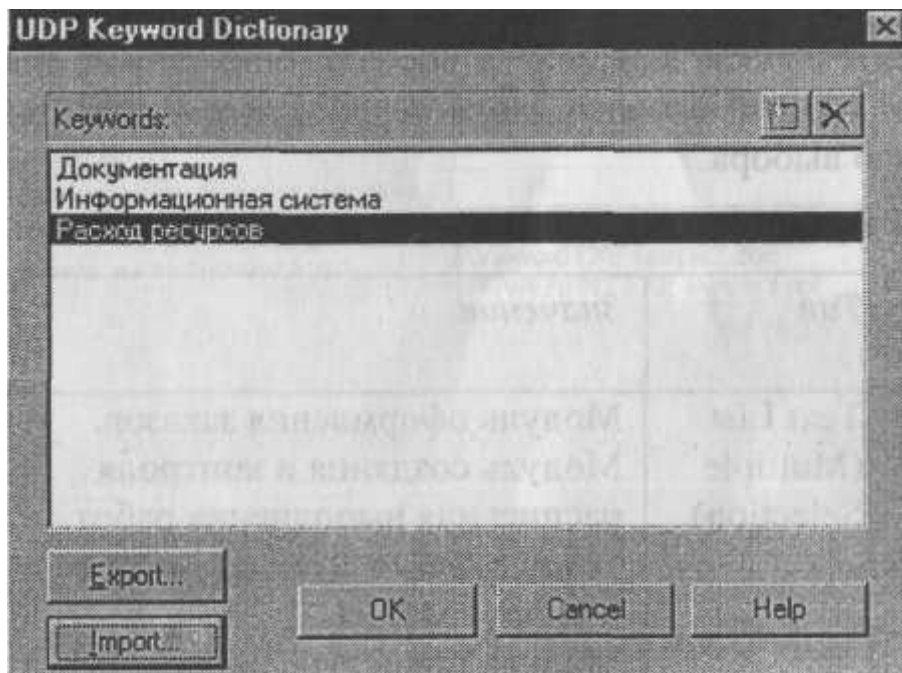 UDP Keyword Dictionary
Keywords:
Документация
Информационная система
Расход ресурсов
Export...
Import...
OK
Cancel
Help